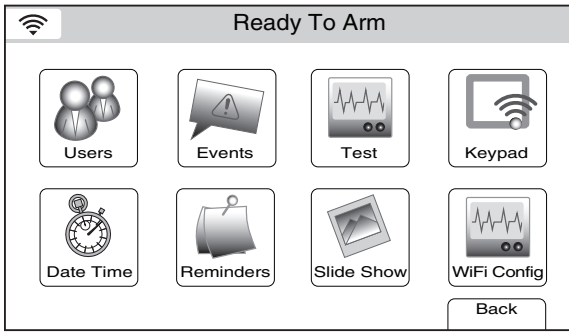 Ready To Arm
Users
Events
Test
Keypad
Date Time
Reminders
Slide Show
WiFi Config
Back